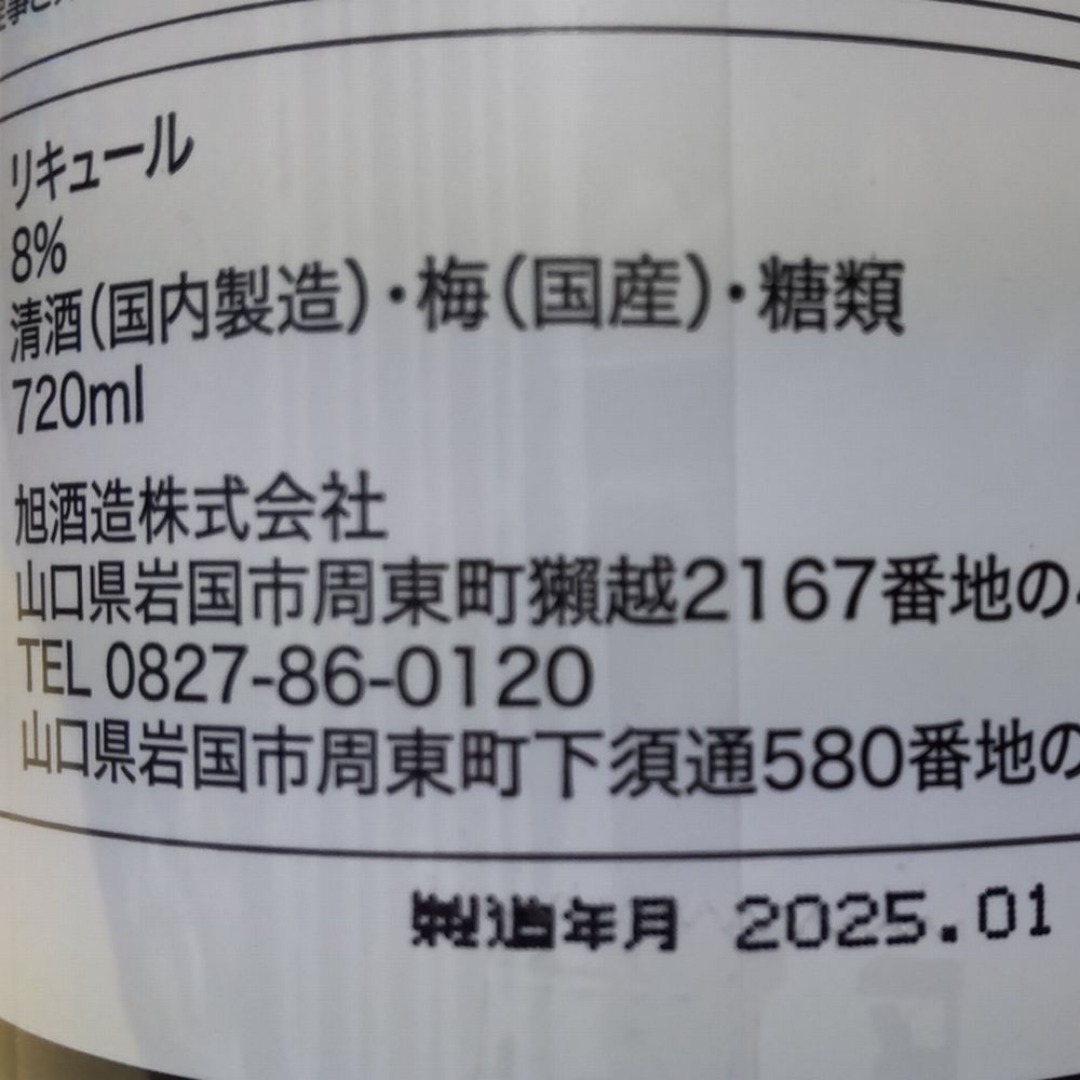 リキュール
8%
清酒(国内製造)・梅(国産)・糖類
720ml
旭酒造株式会社
山口県岩国市周東町獺越2167番地の
TEL 0827-86-0120
山口県岩国市周東町下須通580番地の
製造年月 2025.01